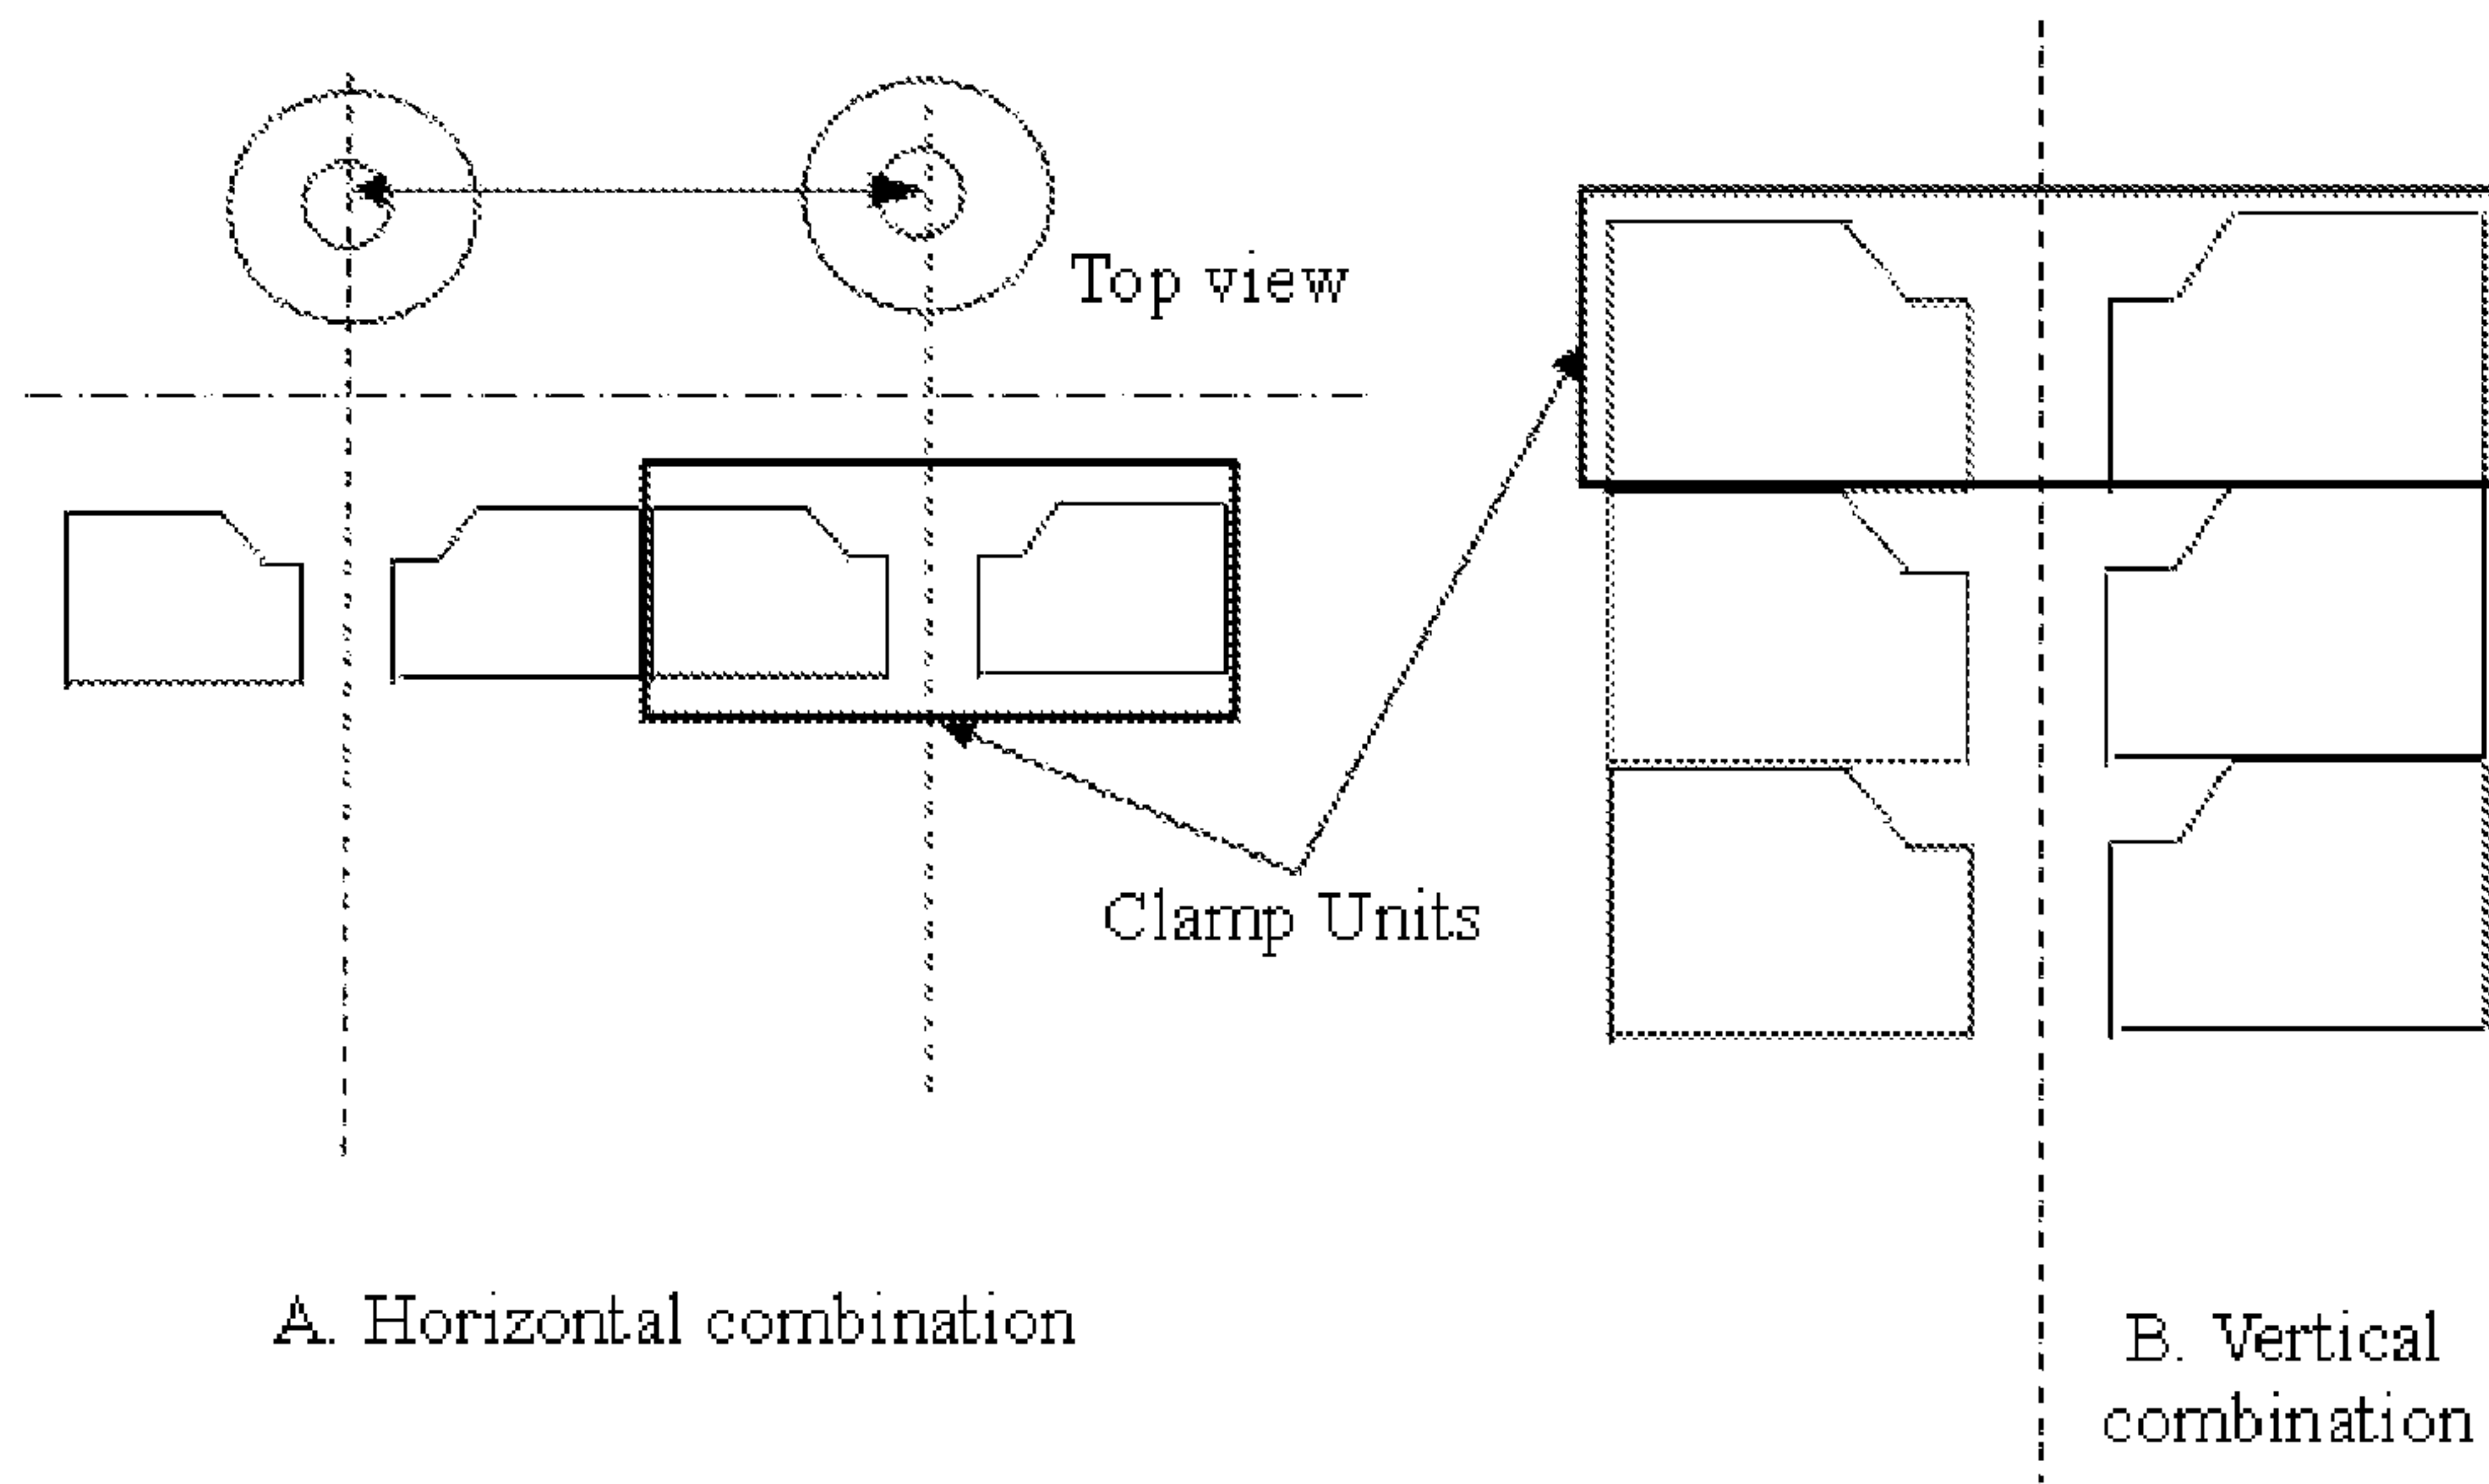 Top view
Clamp Units
A. Horizontal combination
B. Vertical
combination